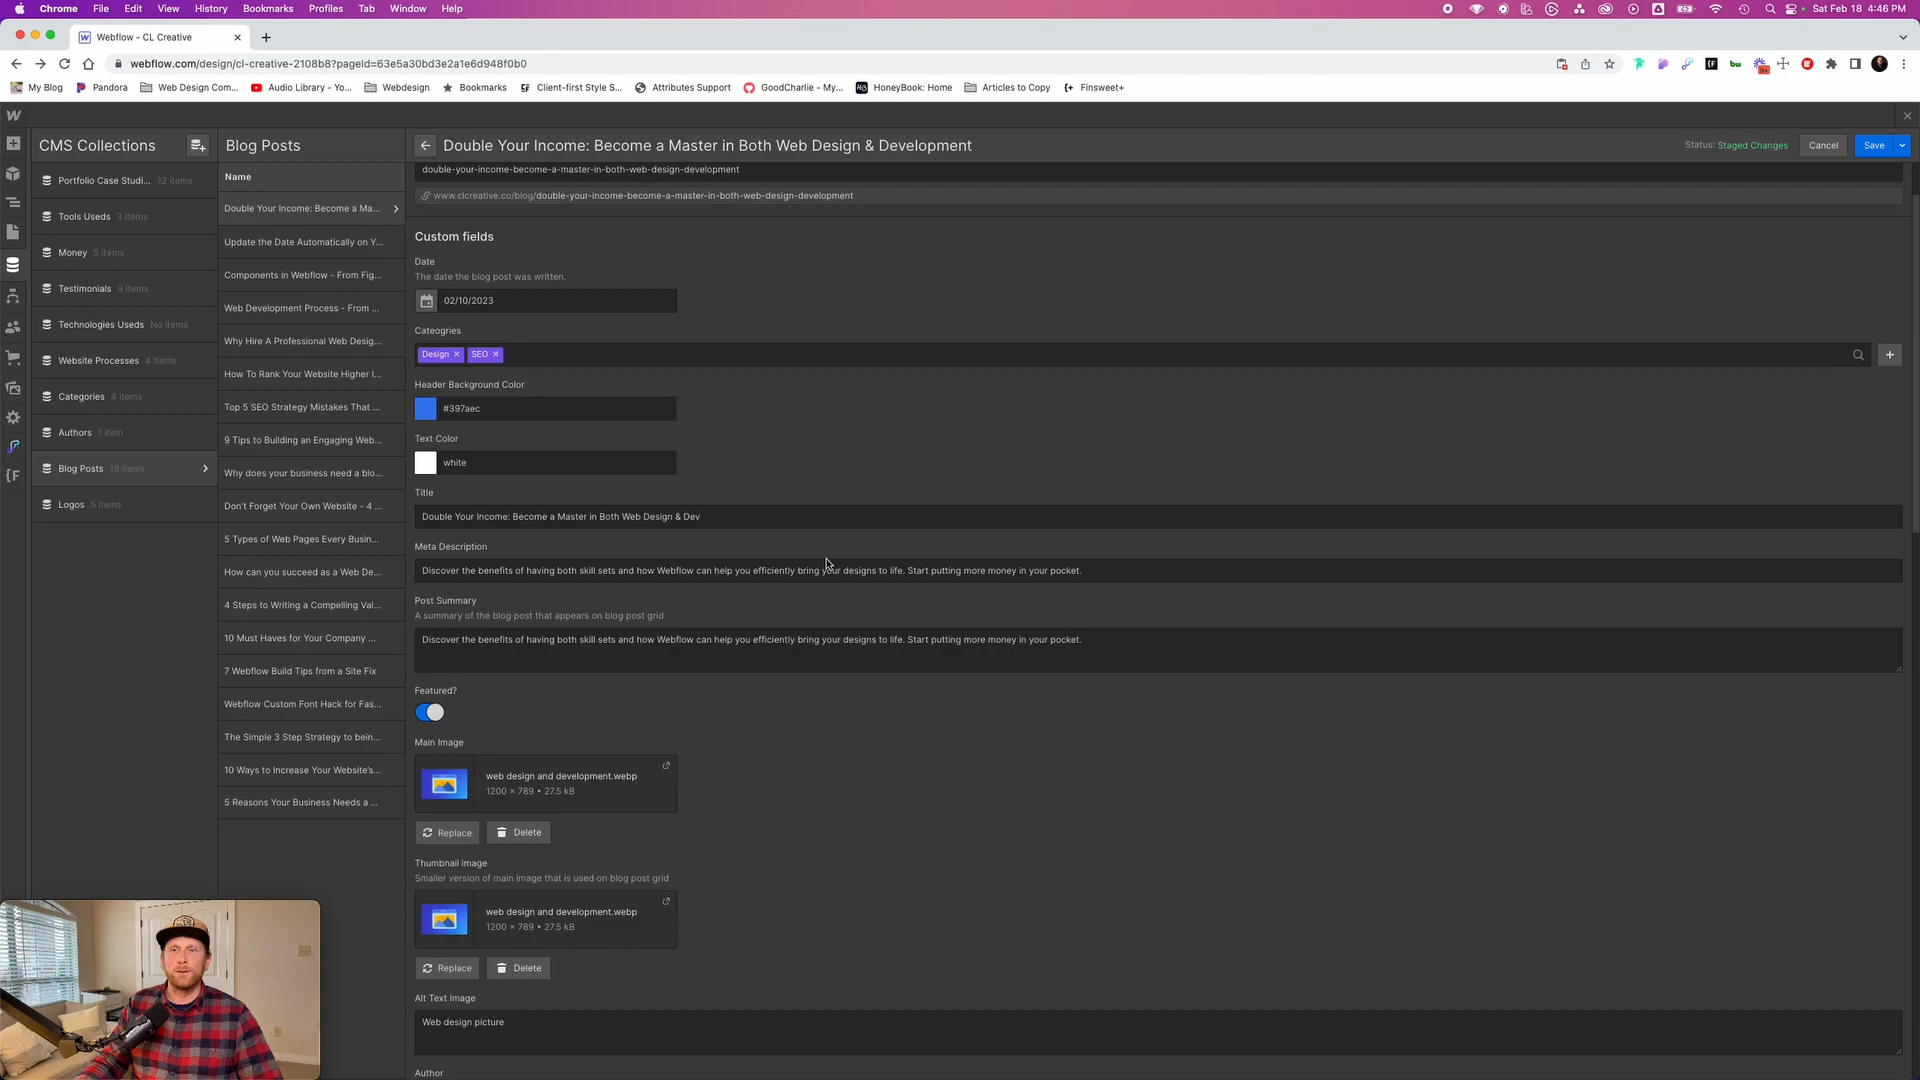 Chrome File Edit View History Bookmarks Profiles Tab Window Help
Sat Feb 18 4:46 PM
Webflow - CL Creative
webflow.com/design/cl-creative-2108b8?pageId=63e5a30bd3e2a1e6d948f0b0
My Blog Pandora Web Design Com... Audio Library - Yo... Webdesign Bookmarks Client-first Style S... Attributes Support GoodCharlie - My... HoneyBook: Home Articles to Copy Finsweet+
CMS Collections
Portfolio Case Studi... 12 items
Tools Useds 3 items
Money 5 items
Testimonials 9 items
Technologies Useds No items
Website Processes 4 items
Categories 4 items
Authors 1 item
Blog Posts 19 items
Logos 5 items
Blog Posts
Name
Double Your Income: Become a Ma...
Update the Date Automatically on Y...
Components in Webflow - From Fig...
Web Development Process - From ...
Why Hire A Professional Web Desig...
How To Rank Your Website Higher I...
Top 5 SEO Strategy Mistakes That ...
9 Tips to Building an Engaging Web...
Why does your business need a blo...
Don't Forget Your Own Website - 4 ...
5 Types of Web Pages Every Busin...
How can you succeed as a Web De...
4 Steps to Writing a Compelling Val...
10 Must Haves for Your Company ...
7 Webflow Build Tips from a Site Fix
Webflow Custom Font Hack for Fas...
The Simple 3 Step Strategy to bein...
10 Ways to Increase Your Website's...
5 Reasons Your Business Needs a ...
Double Your Income: Become a Master in Both Web Design & Development
Status: Staged Changes
Cancel
Save
double-your-income-become-a-master-in-both-web-design-development
www.clcreative.co/blog/double-your-income-become-a-master-in-both-web-design-development
Custom fields
Date
The date the blog post was written.
02/10/2023
Cateogries
Design SEO
Header Background Color
#397aec
Text Color
white
Title
Double Your Income: Become a Master in Both Web Design & Dev
Meta Description
Discover the benefits of having both skill sets and how Webflow can help you efficiently bring your designs to life. Start putting more money in your pocket.
Post Summary
A summary of the blog post that appears on blog post grid
Discover the benefits of having both skill sets and how Webflow can help you efficiently bring your designs to life. Start putting more money in your pocket.
Featured?
Main Image
web design and development.webp
1200 × 789 • 27.5 kB
Replace Delete
Thumbnail image
Smaller version of main image that is used on blog post grid
web design and development.webp
1200 × 789 • 27.5 kB
Replace Delete
Alt Text Image
Web design picture
Author